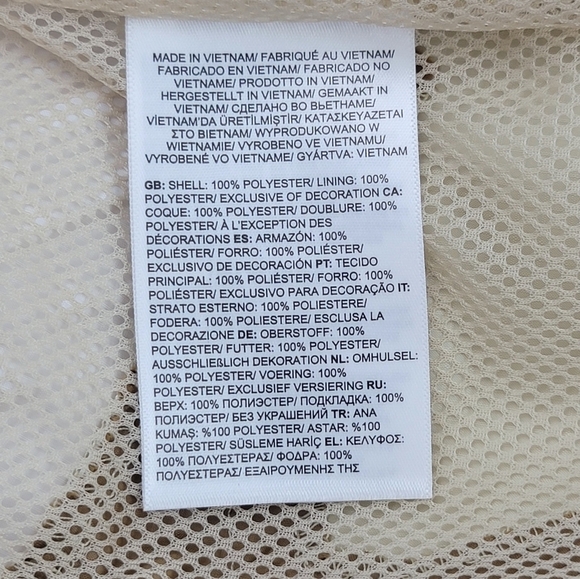 MADE IN VIETNAM/ FABRIQUÉ AU VIETNAM/
FABRICADO EN VIETNAM/ FABRICADO NO
VIETNAME/ PRODOTTO IN VIETNAM/
HERGESTELLT IN VIETNAM/ GEMAAKT IN
VIETNAM/ СДЕЛАНО ВО ВЬЕТНАМЕ/
VİETNAM'DA ÜRETİLMİŞTİR/ ΚΑΤΑΣΚΕΥΑΖΕΤΑΙ
ΣΤΟ ΒΙΕΤΝΑΜ/ WYPRODUKOWANO W
WIETNAMIE/ VYROBENO VE VIETNAMU/
VYROBENÉ VO VIETNAME/ GYÁRTVA: VIETNAM
GB: SHELL: 100% POLYESTER/ LINING: 100%
POLYESTER/ EXCLUSIVE OF DECORATION CA:
COQUE: 100% POLYESTER/ DOUBLURE: 100%
POLYESTER/ À L'EXCEPTION DES
DÉCORATIONS ES: ARMAZÓN: 100%
POLIÉSTER/ FORRO: 100% POLIÉSTER/
EXCLUSIVO DE DECORACIÓN PT: TECIDO
PRINCIPAL: 100% POLIÉSTER/ FORRO: 100%
POLIÉSTER/ EXCLUSIVO PARA DECORAÇÃO IT:
STRATO ESTERNO: 100% POLIESTERE/
FODERA: 100% POLIESTERE/ ESCLUSA LA
DECORAZIONE DE: OBERSTOFF: 100%
POLYESTER/ FUTTER: 100% POLYESTER/
AUSSCHLIEßLICH DEKORATION NL: OMHULSEL:
100% POLYESTER/ VOERING: 100%
POLYESTER/ EXCLUSIEF VERSIERING RU:
ВЕРХ: 100% ПОЛИЭСТЕР/ ПОДКЛАДКА: 100%
ПОЛИЭСТЕР/ БЕЗ УКРАШЕНИЙ TR: ANA
KUMAŞ: %100 POLYESTER/ ASTAR: %100
POLYESTER/ SÜSLEME HARİÇ EL: ΚΕΛΥΦΟΣ:
100% ΠΟΛΥΕΣΤΕΡΑΣ/ ΦΟΔΡΑ: 100%
ΠΟΛΥΕΣΤΕΡΑΣ/ ΕΞΑΙΡΟΥΜΕΝΗΣ ΤΗΣ